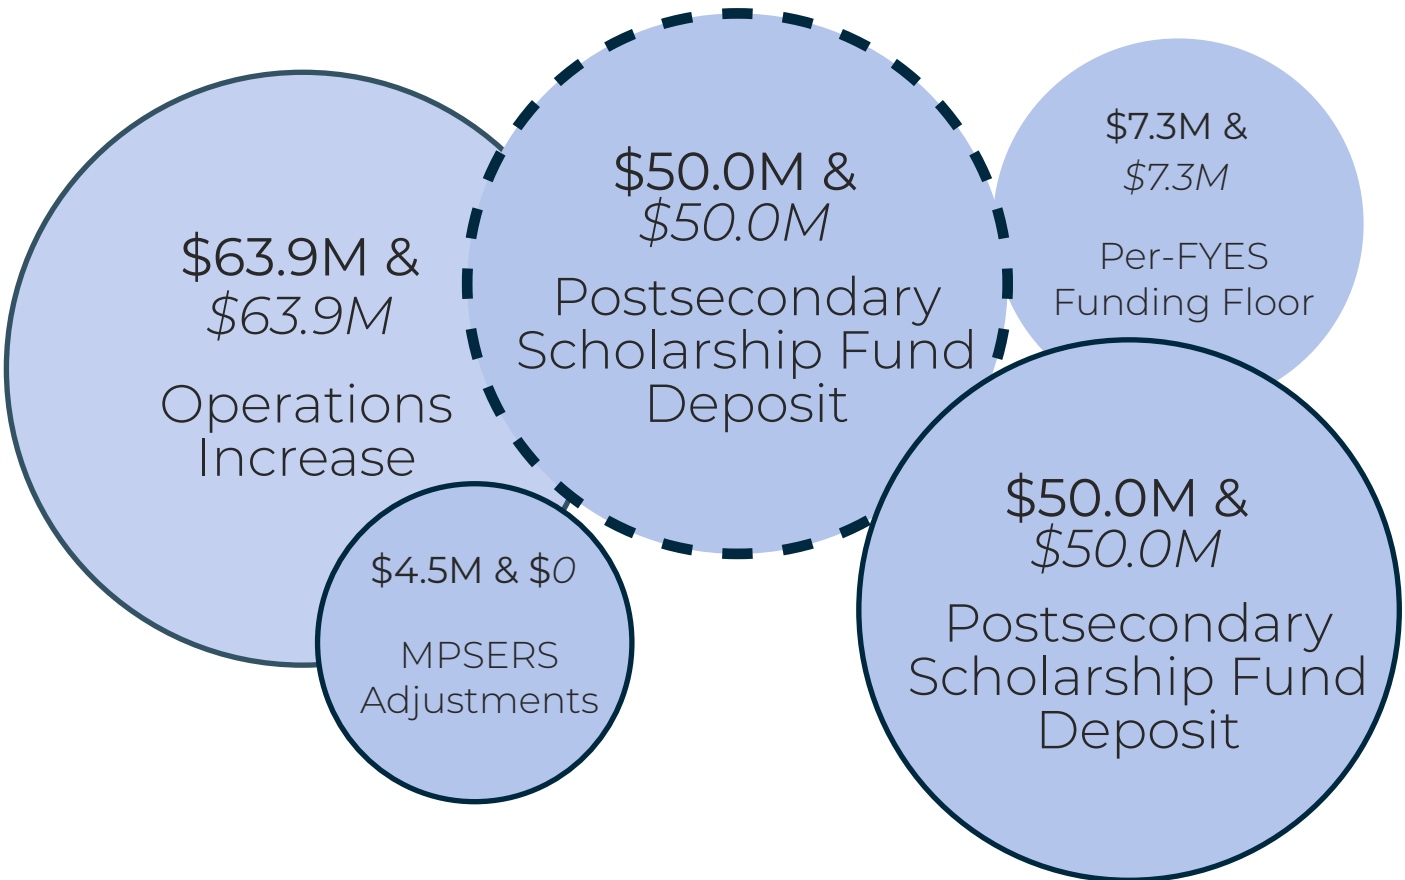 $63.9M &
$63.9M
Operations
Increase
$50.0M &
$50.0M
Postsecondary
Scholarship Fund
Deposit
$7.3M &
$7.3M
Per-FYES
Funding Floor
$4.5M & $0
MPSERS
Adjustments
$50.0M &
$50.0M
Postsecondary
Scholarship Fund
Deposit